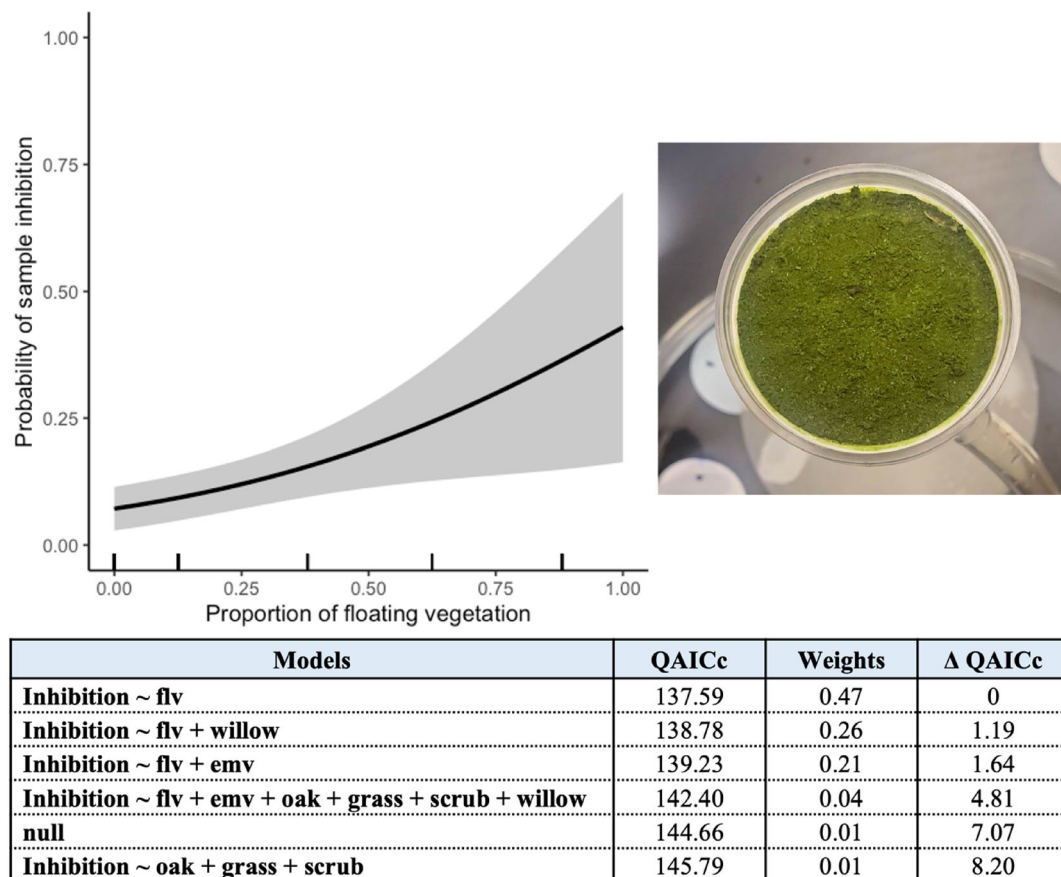 1.00
0.75
0.50
0.25
0.00
Probability of sample inhibition
0.00 0.25 0.50 0.75 1.00
Proportion of floating vegetation
Models QAICc Weights Δ QAICc
Inhibition ~ flv 137.59 0.47 0
Inhibition ~ flv + willow 138.78 0.26 1.19
Inhibition ~ flv + emv 139.23 0.21 1.64
Inhibition ~ flv + emv + oak + grass + scrub + willow 142.40 0.04 4.81
null 144.66 0.01 7.07
Inhibition ~ oak + grass + scrub 145.79 0.01 8.20